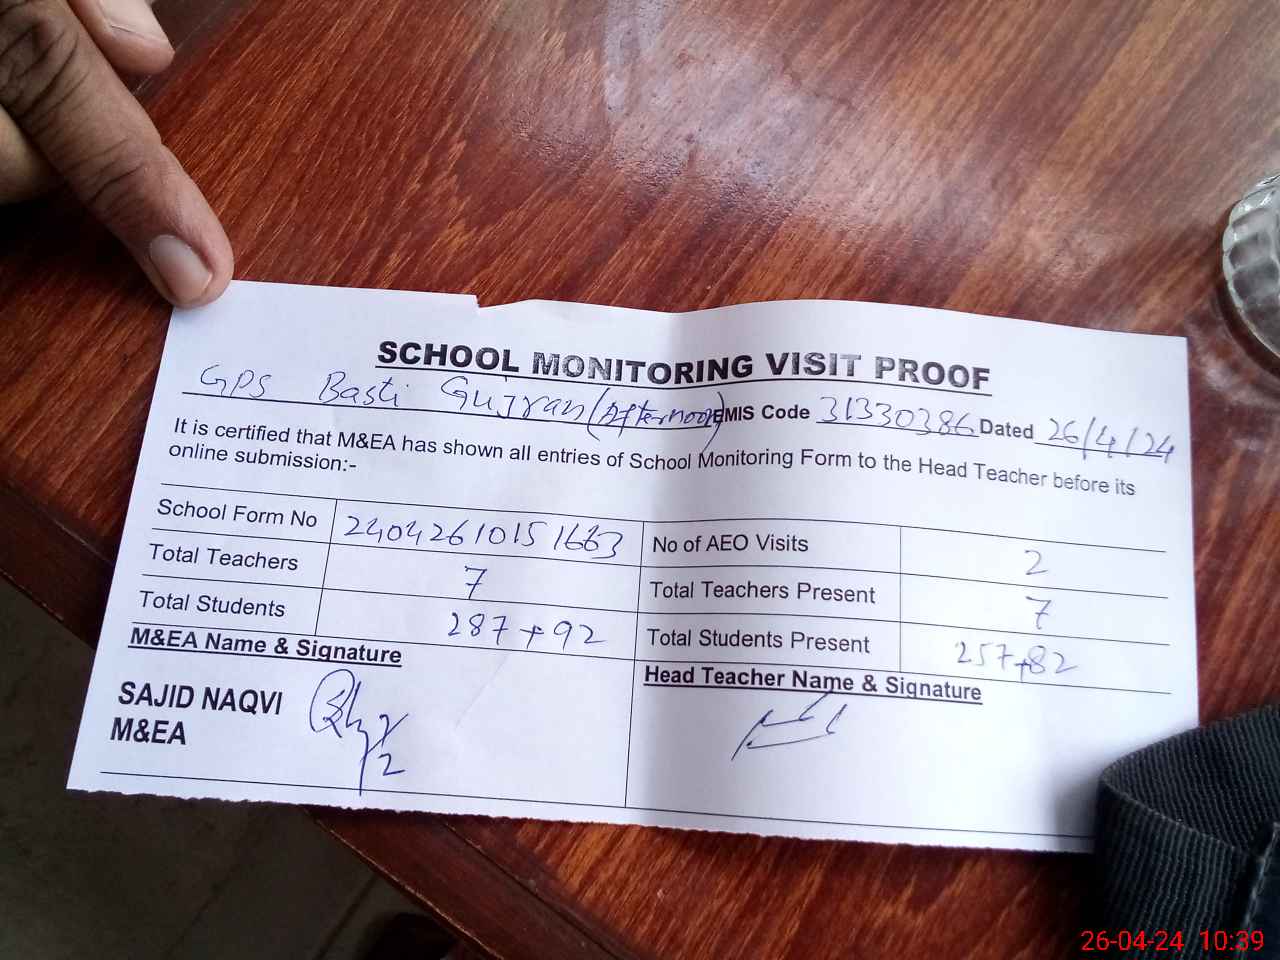 SCHOOL MONITORING VISIT PROOF
GPS Basti Gujran (Afternoon) EMIS Code 31330386 Dated 26/4/24
It is certified that M&EA has shown all entries of School Monitoring Form to the Head Teacher before its
online submission:-
School Form No 24042610151663 No of AEO Visits 2
Total Teachers 7 Total Teachers Present 7
Total Students 287+92 Total Students Present 257+82
M&EA Name & Signature Head Teacher Name & Signature
SAJID NAQVI
M&EA
26-04-24 10:39